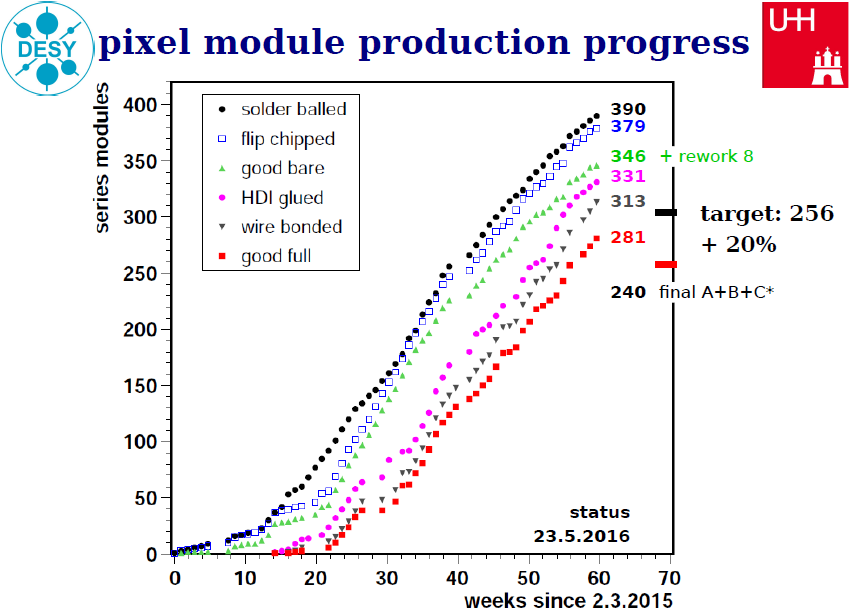 DESY
pixel module production progress
UH
series modules
400
350
300
250
200
150
100
50
0
solder balled
flip chipped
good bare
HDI glued
wire bonded
good full
390
379
346 + rework 8
331
313
281
240 final A+B+C*
target: 256
+ 20%
status
23.5.2016
0 10 20 30 40 50 60 70
weeks since 2.3.2015